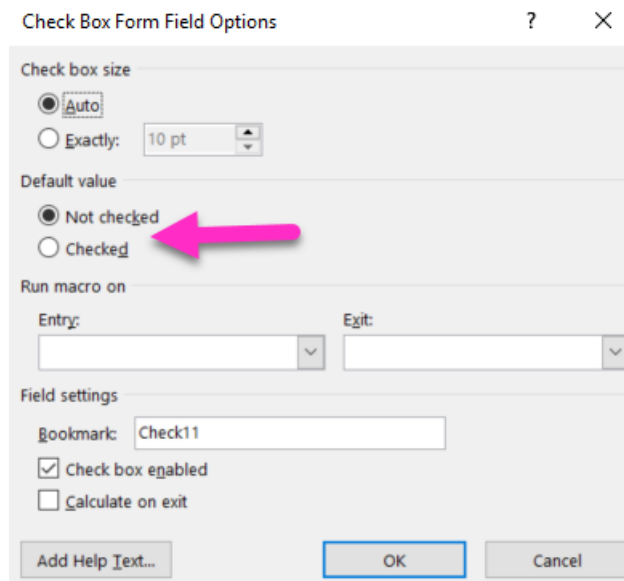 Check Box Form Field Options ? X
Check box size
Auto
Exactly: 10 pt
Default value
Not checked
Checked
Run macro on
Entry: Exit:
Field settings
Bookmark: Check11
Check box enabled
Calculate on exit
Add Help Text... OK Cancel